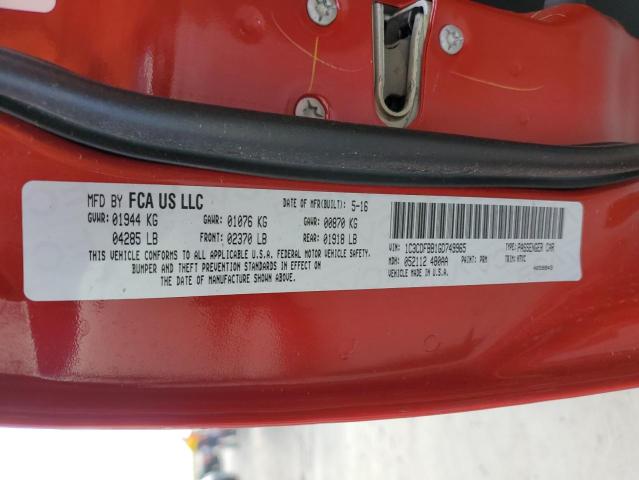 MFD BY FCA US LLC DATE OF MFR(BUILT): 5-16
GVWR: 01944 KG GAWR: 01076 KG GAWR: 00870 KG
04285 LB FRONT: 02370 LB REAR: 01918 LB
THIS VEHICLE CONFORMS TO ALL APPLICABLE U.S.A. FEDERAL MOTOR VEHICLE SAFETY,
BUMPER AND THEFT PREVENTION STANDARDS IN EFFECT ON
THE DATE OF MANUFACTURE SHOWN ABOVE.
VIN: 1C3CDFBB1GD749965 TYPE: PASSENGER CAR
MDH: 052112 480AA PAINT: PRM TRIM: H7VC
VEHICLE MADE IN U.S.A.